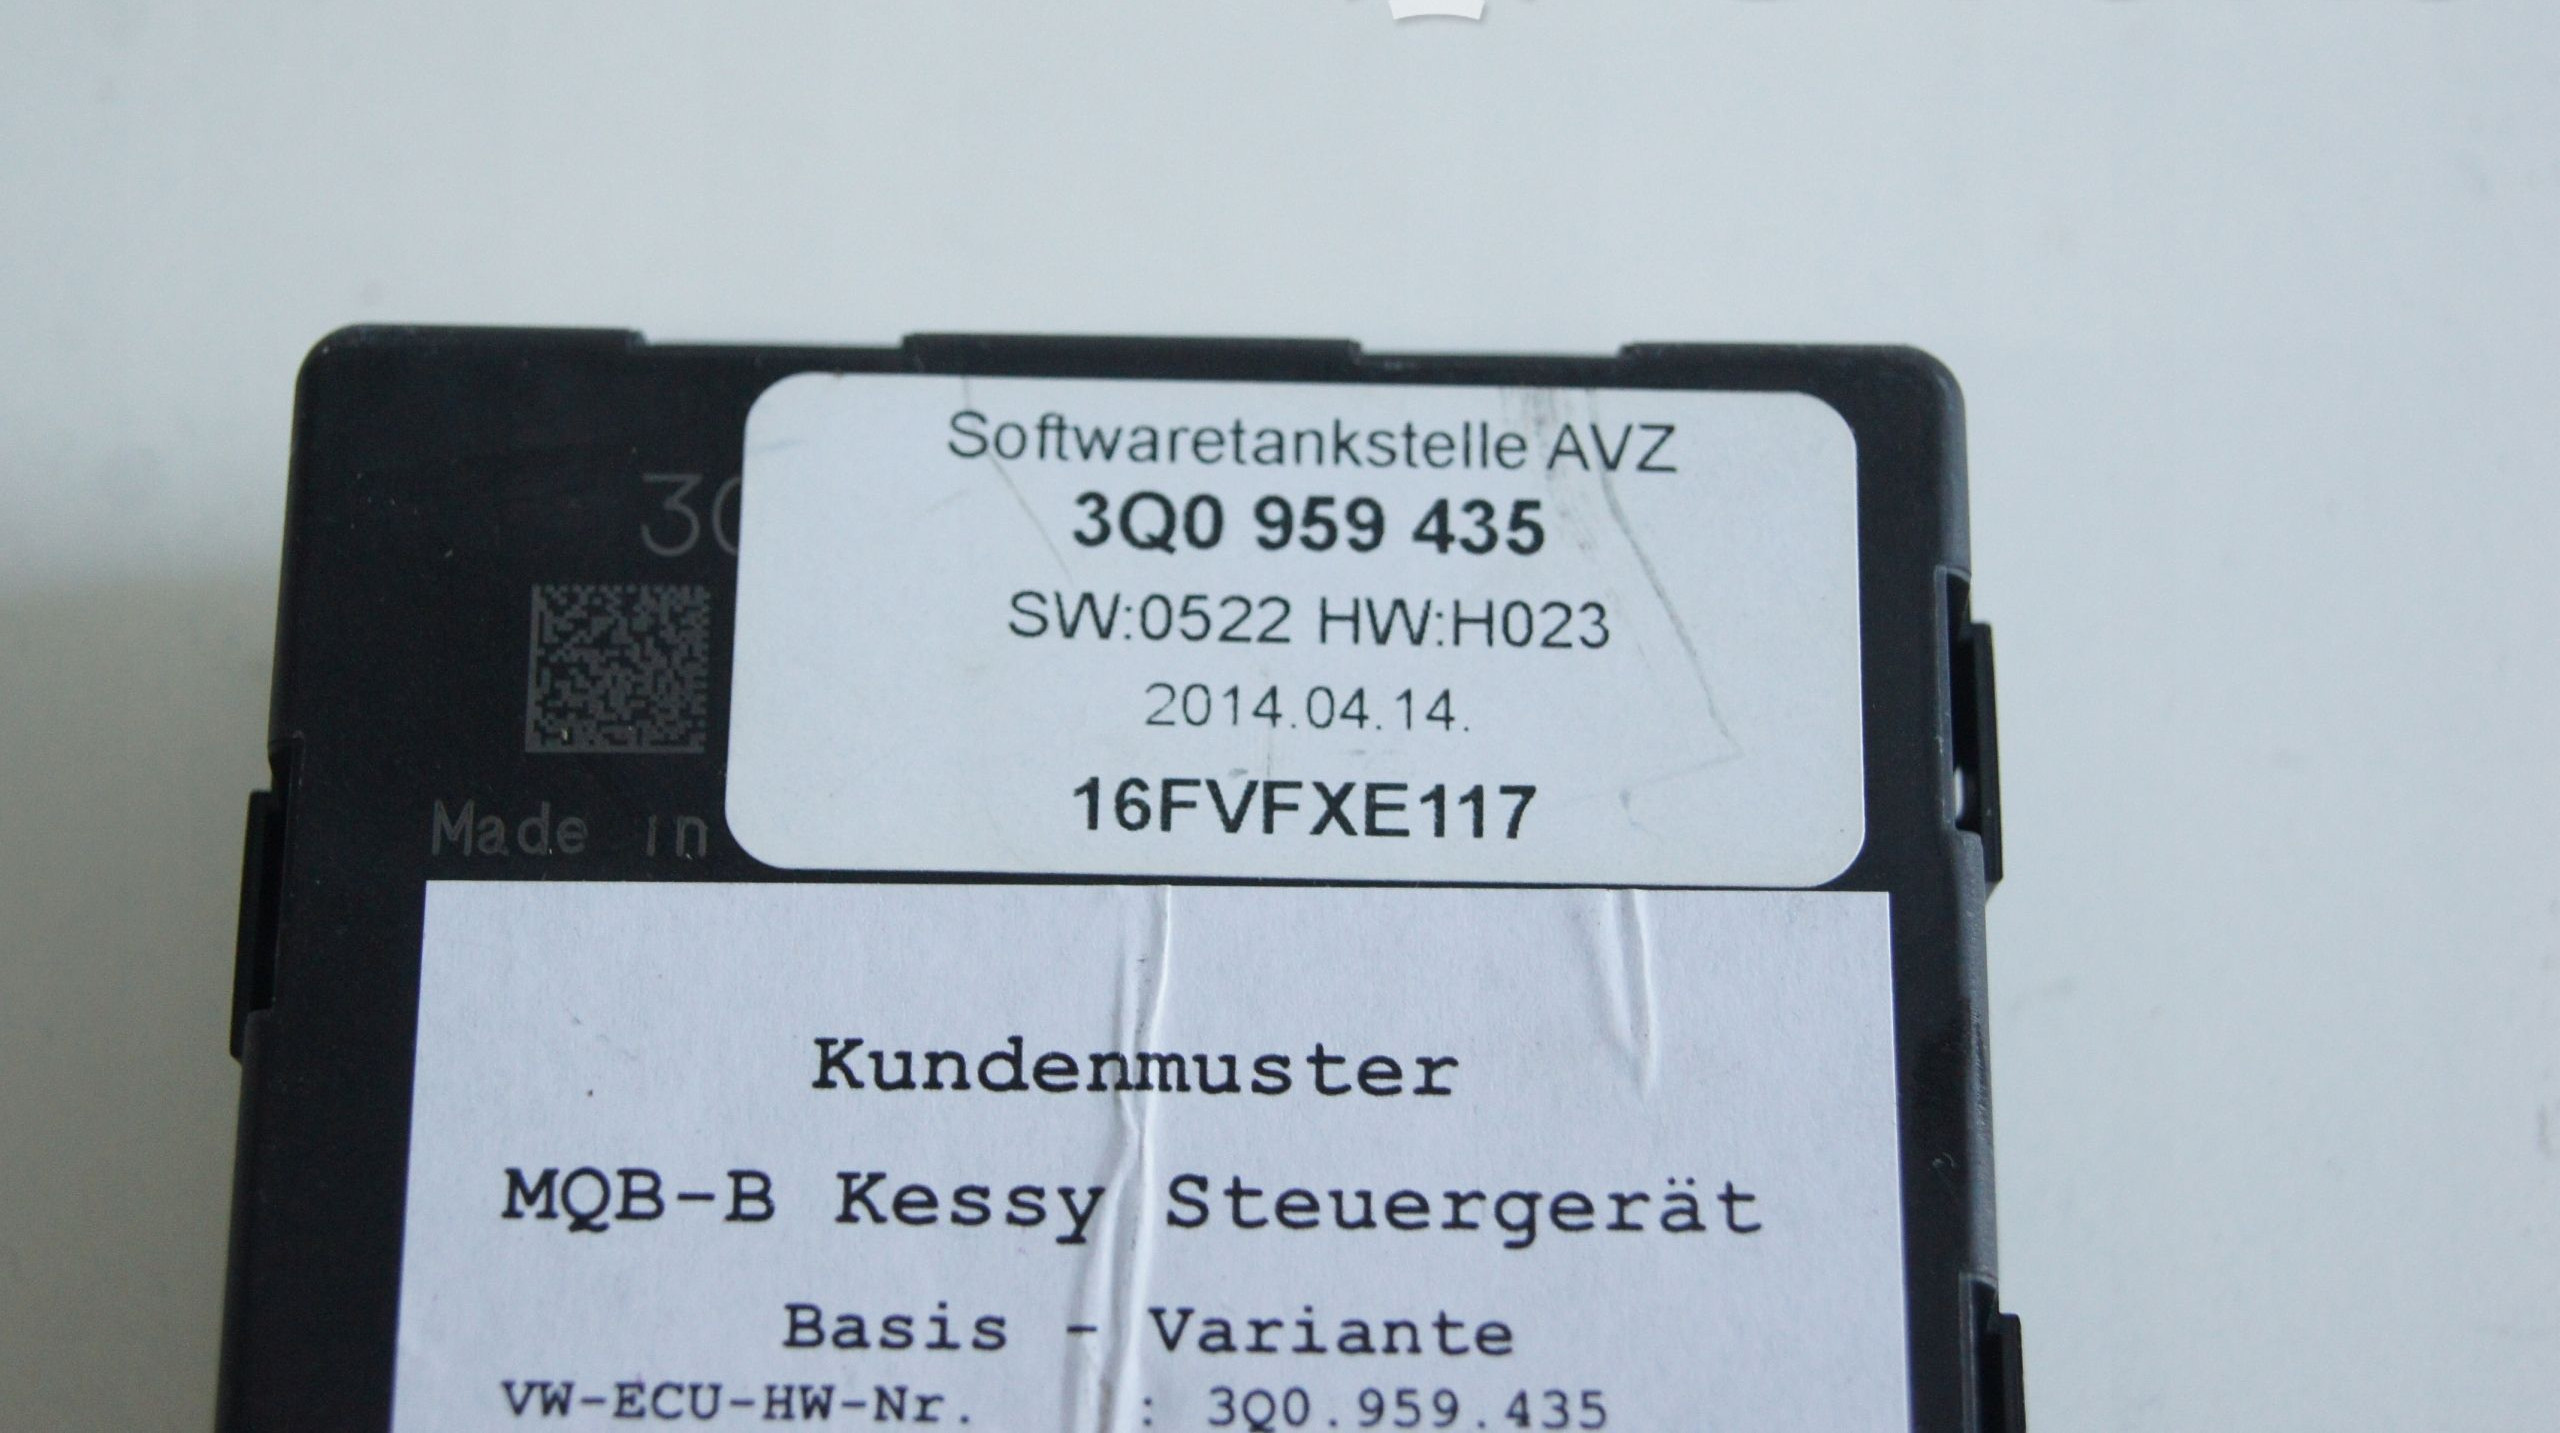 Softwaretankstelle AVZ
3Q0 959 435
SW:0522 HW:H023
2014.04.14.
16FVFXE117
Made in
Kundenmuster
MQB-B Kessy Steuergerät
Basis - Variante
VW-ECU-HW-Nr. : 3Q0.959.435